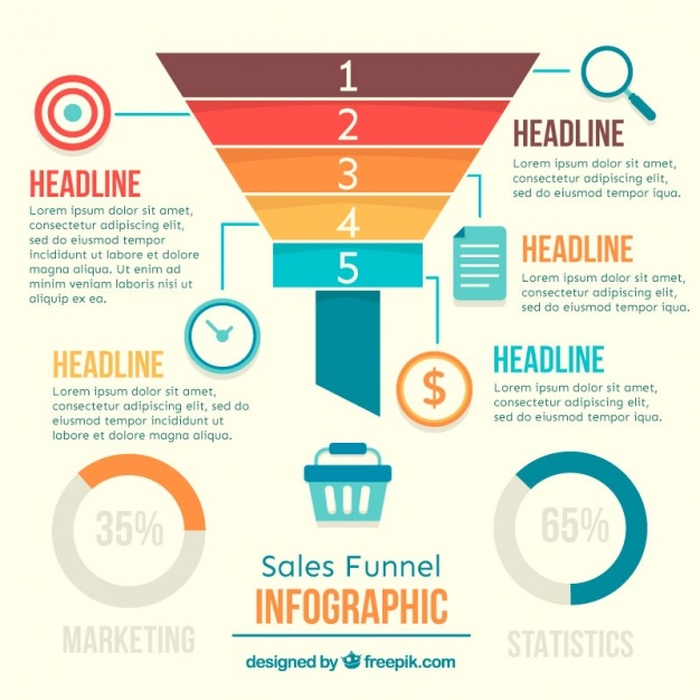 1
2
3
4
5
HEADLINE
Lorem ipsum dolor sit amet,
consectetur adipiscing elit,
sed do eiusmod tempor
incididunt ut labore et dolore
magna aliqua. Ut enim ad
minim veniam laboris nisi ut
aliquip ex ea.
HEADLINE
Lorem ipsum dolor sit amet,
consectetur adipiscing elit,
sed do eiusmod tempor iqua.
HEADLINE
Lorem ipsum dolor sit amet,
consectetur adipiscing elit,
sed do eiusmod tempor iqua.
HEADLINE
Lorem ipsum dolor sit amet,
consectetur adipiscing elit,
sed do eiusmod tempor iqua.
HEADLINE
Lorem ipsum dolor sit amet,
consectetur adipiscing elit, sed do
eiusmod tempor incididunt ut
labore et dolore magna aliqua.
$
35%
MARKETING
65%
STATISTICS
Sales Funnel
INFOGRAPHIC
designed by freepik.com